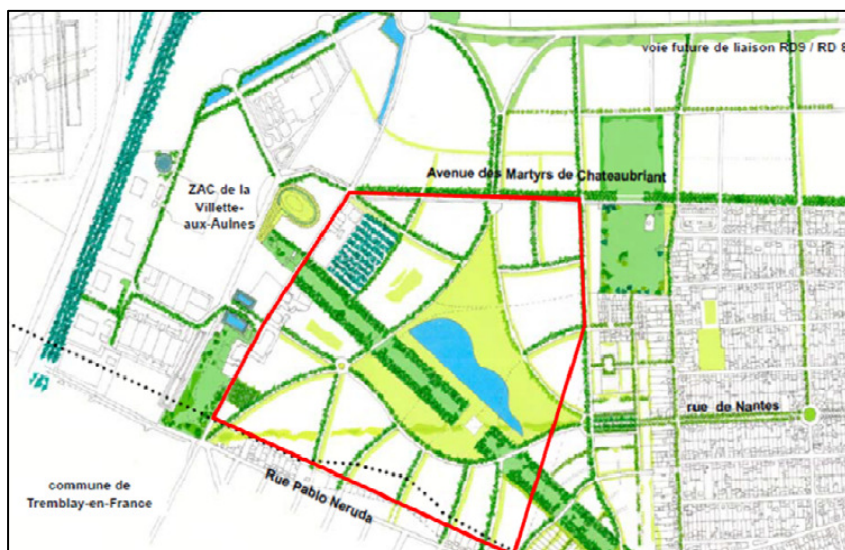 voie future de liaison RD9 / RD 8
Avenue des Martyrs de Chateaubriant
ZAC de la
Villette-
aux-Aulnes
rue de Nantes
Rue Pablo Neruda
commune de
Tremblay-en-France